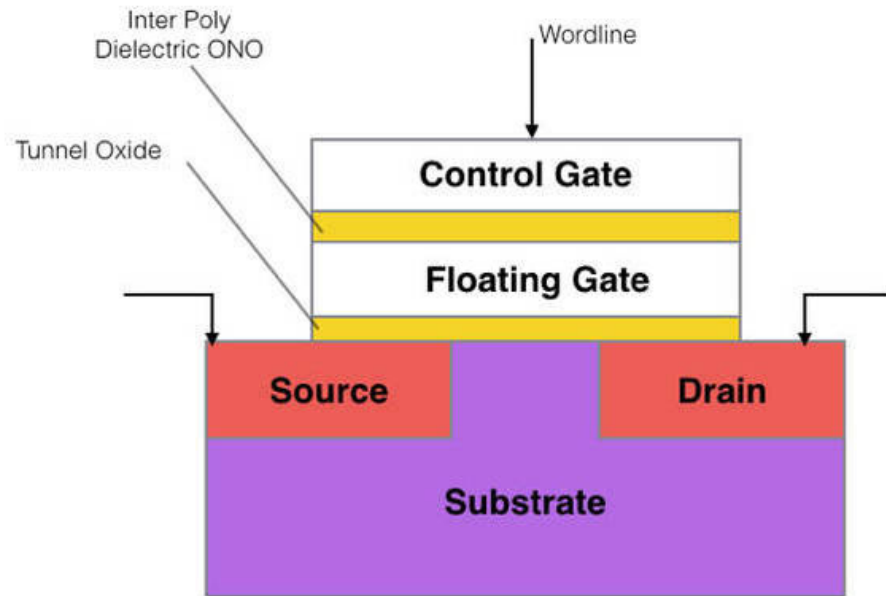 Inter Poly
Dielectric ONO
Wordline
Tunnel Oxide
Control Gate
Floating Gate
Source
Drain
Substrate